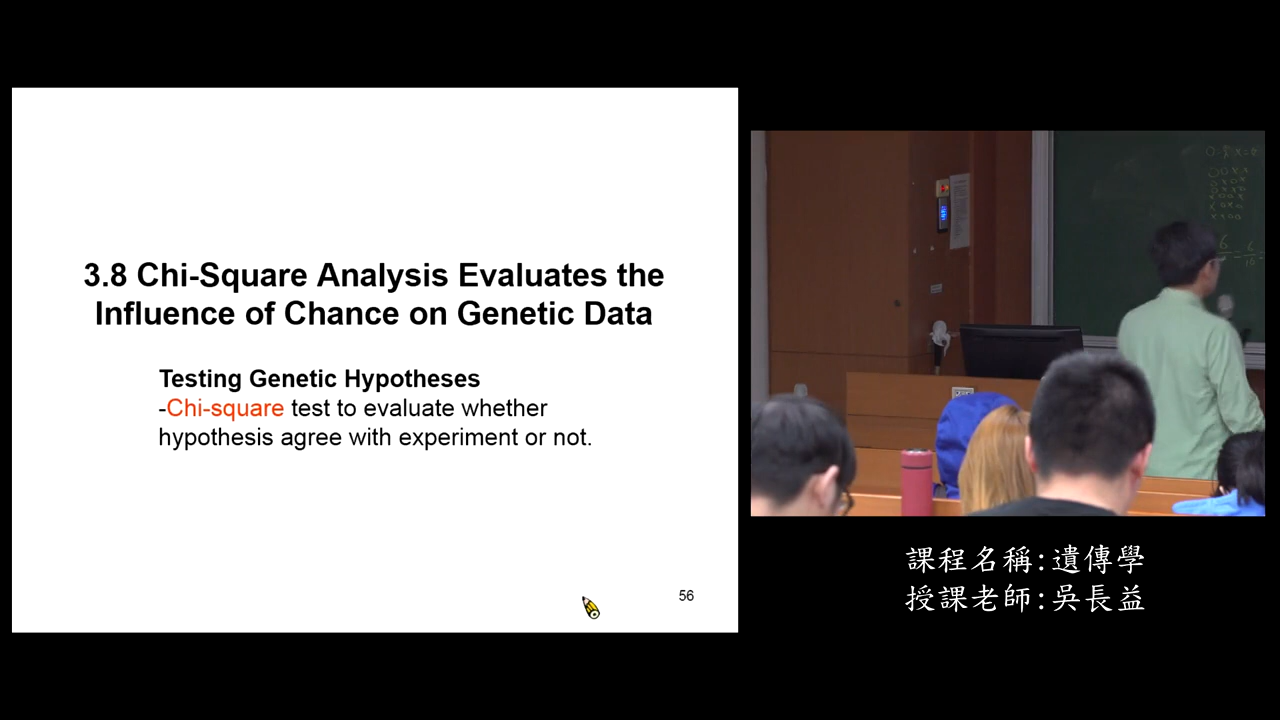 3.8 Chi-Square Analysis Evaluates the
Influence of Chance on Genetic Data
Testing Genetic Hypotheses
-Chi-square test to evaluate whether
hypothesis agree with experiment or not.
56
課程名稱:遺傳學
授課老師:吳長益